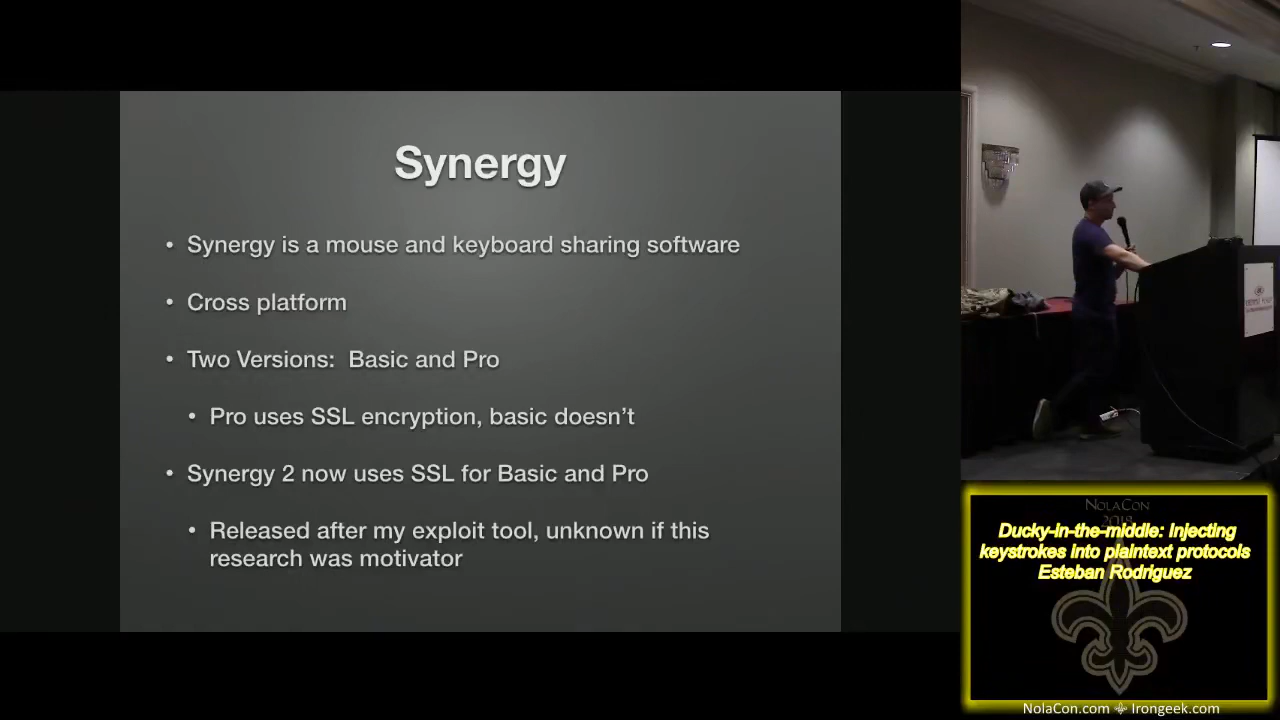 Synergy
• Synergy is a mouse and keyboard sharing software
• Cross platform
• Two Versions:  Basic and Pro
• Pro uses SSL encryption, basic doesn't
• Synergy 2 now uses SSL for Basic and Pro
• Released after my exploit tool, unknown if this
research was motivator
NolaCon
2018
Ducky-in-the-middle: Injecting
keystrokes into plaintext protocols
Esteban Rodriguez
NolaCom.com Irongeek.com